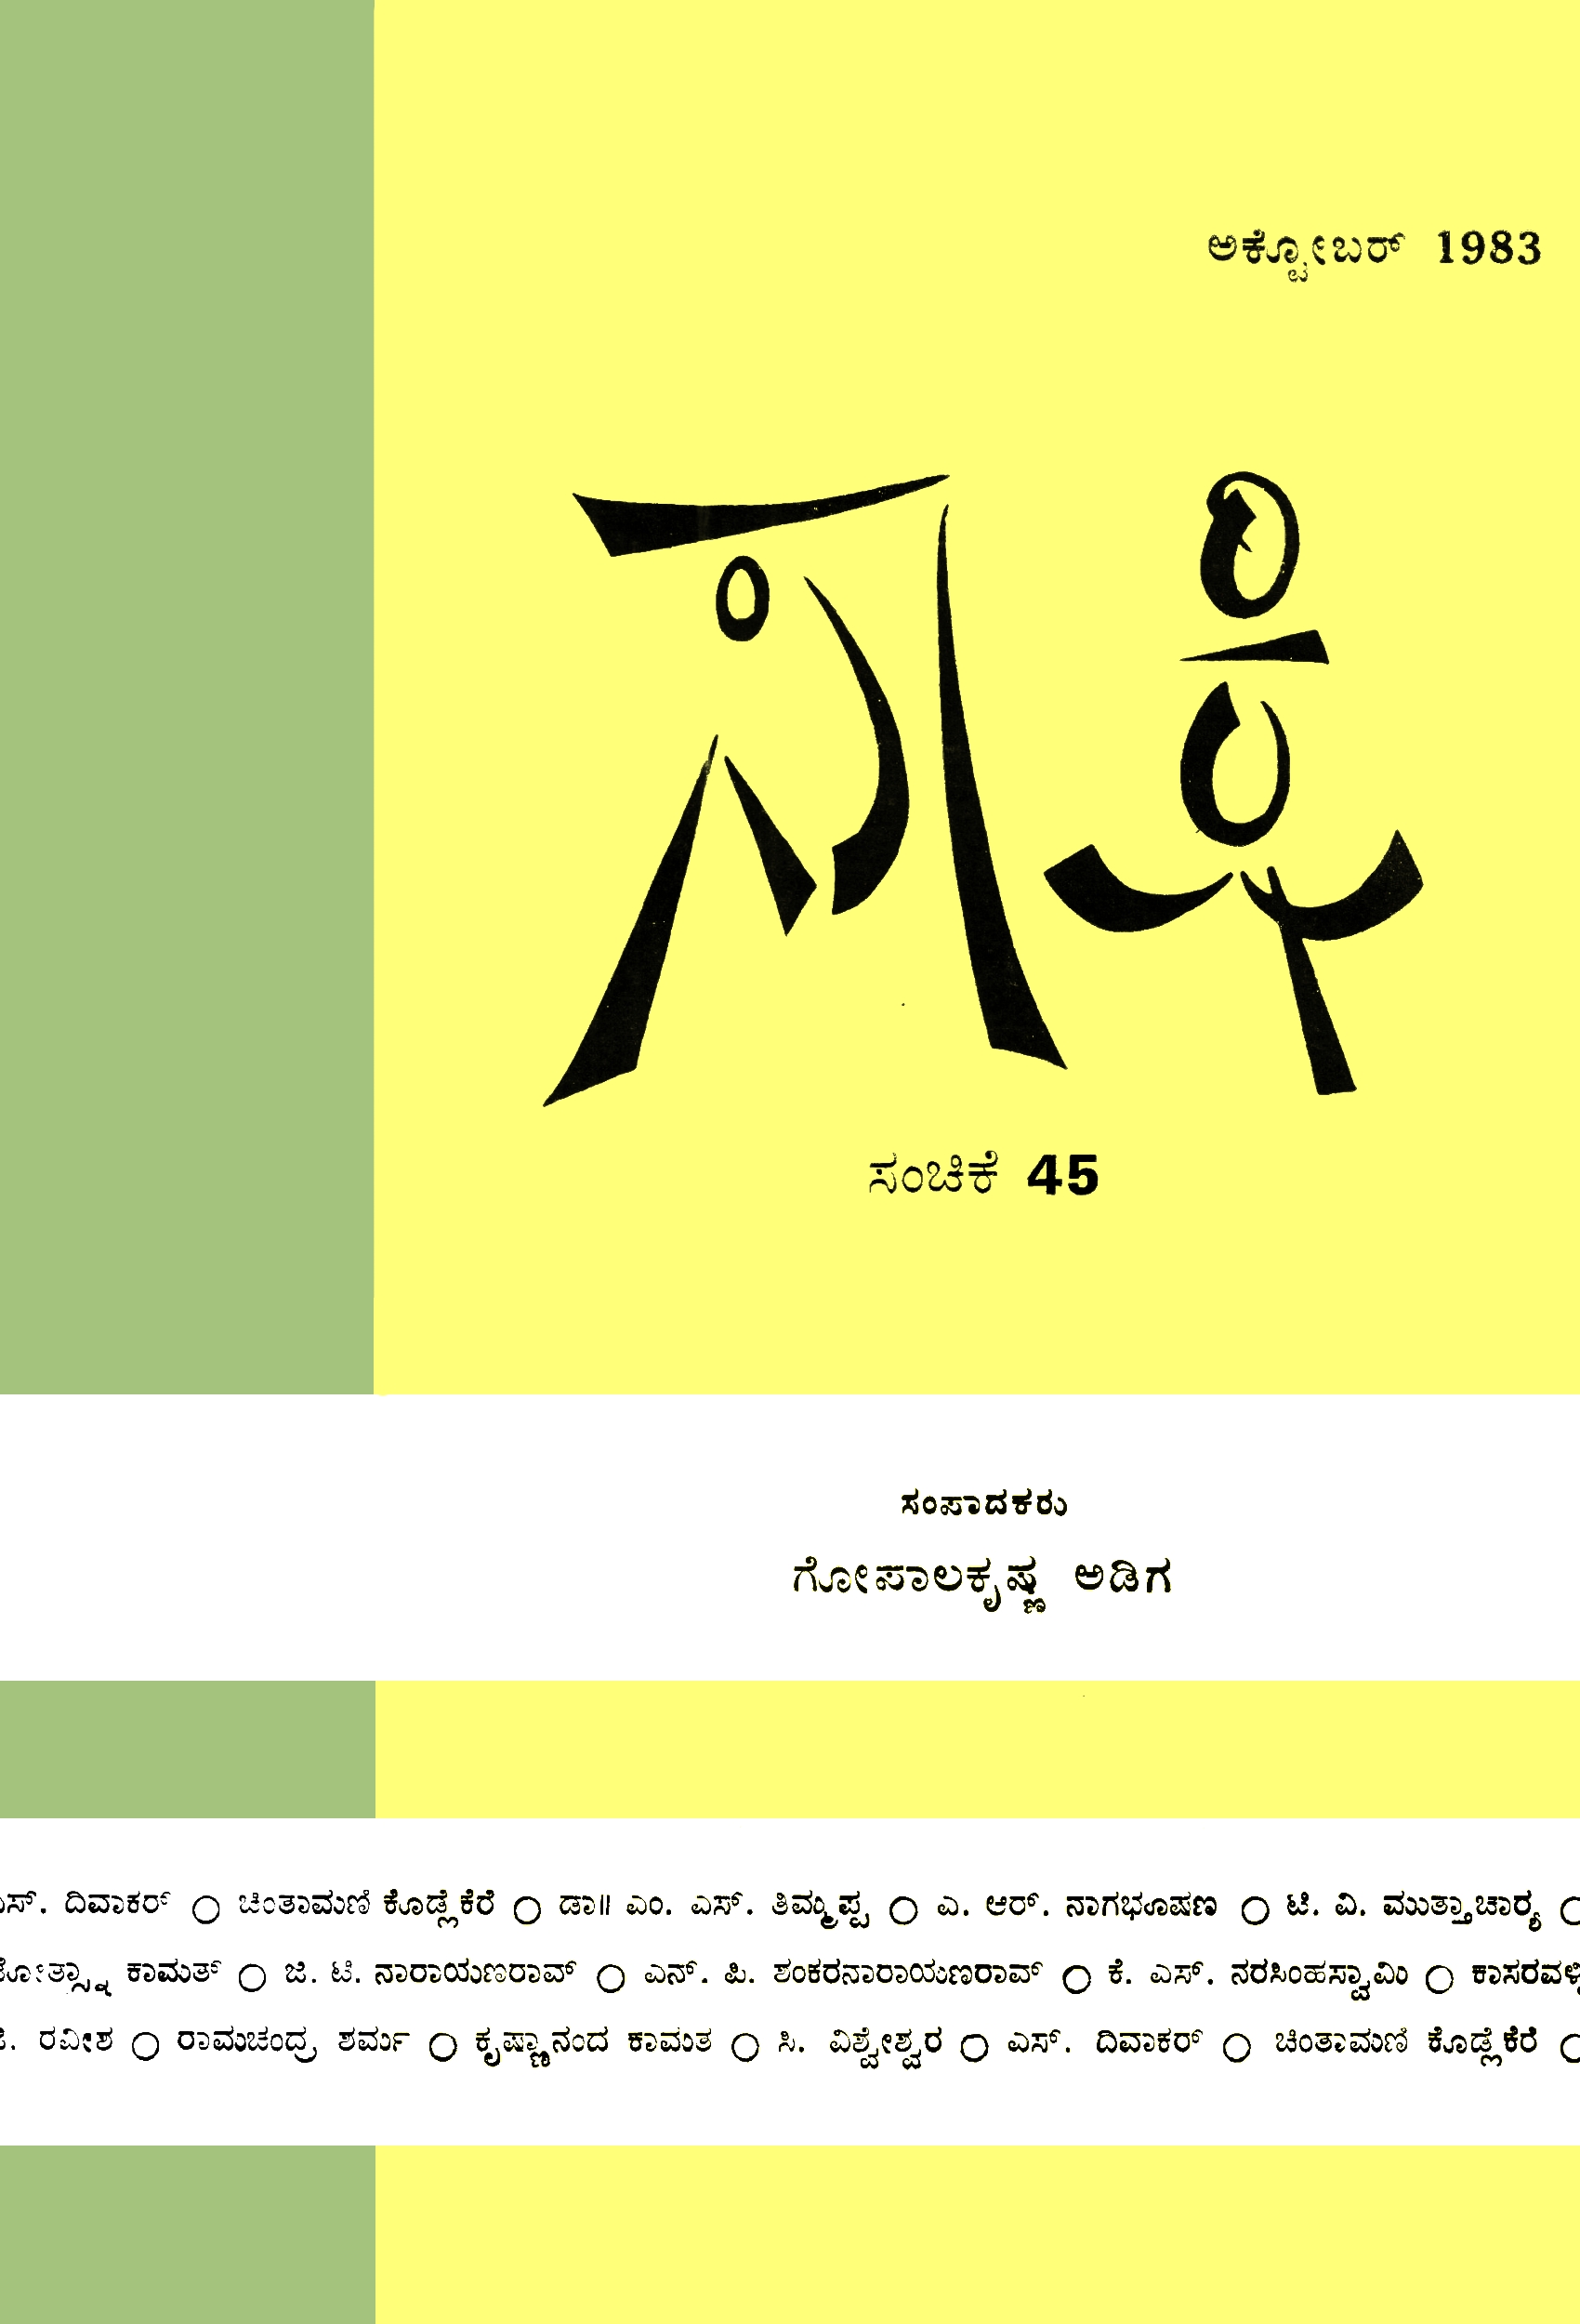 ಅಕ್ಟೋಬರ್ 1983
ಸಾಕ್ಷಿ
ಸಂಚಿಕೆ 45
ಸಂಪಾದಕರು
ಗೋಪಾಲಕೃಷ್ಣ ಅಡಿಗ
ಎಸ್. ದಿವಾಕರ್ ○ ಚಿಂತಾಮಣಿ ಕೊಡ್ಲೆಕೆರೆ ○ ಡಾ॥ ಎಂ. ಎಸ್. ತಿಮ್ಮಪ್ಪ ○ ಎ. ಆರ್. ನಾಗಭೂಷಣ ○ ಟಿ. ವಿ. ಮುತ್ತಾಚಾರ್‍ಯ ○
ಕಾಮತ್ ○ ಜಿ. ಟಿ. ನಾರಾಯಣರಾವ್ ○ ಎನ್. ಪಿ. ಶಂಕರನಾರಾಯಣರಾವ್ ○ ಕೆ. ಎಸ್. ನರಸಿಂಹಸ್ವಾಮಿ ○ ಕಾಸರವಳ್ಳಿ
ರವೀಶ ○ ರಾಮಚಂದ್ರ ಶರ್ಮ ○ ಕೃಷ್ಣಾನಂದ ಕಾಮತ ○ ಸಿ. ವಿಶ್ವೇಶ್ವರ ○ ಎಸ್. ದಿವಾಕರ್ ○ ಚಿಂತಾಮಣಿ ಕೊಡ್ಲೆಕೆರೆ ○